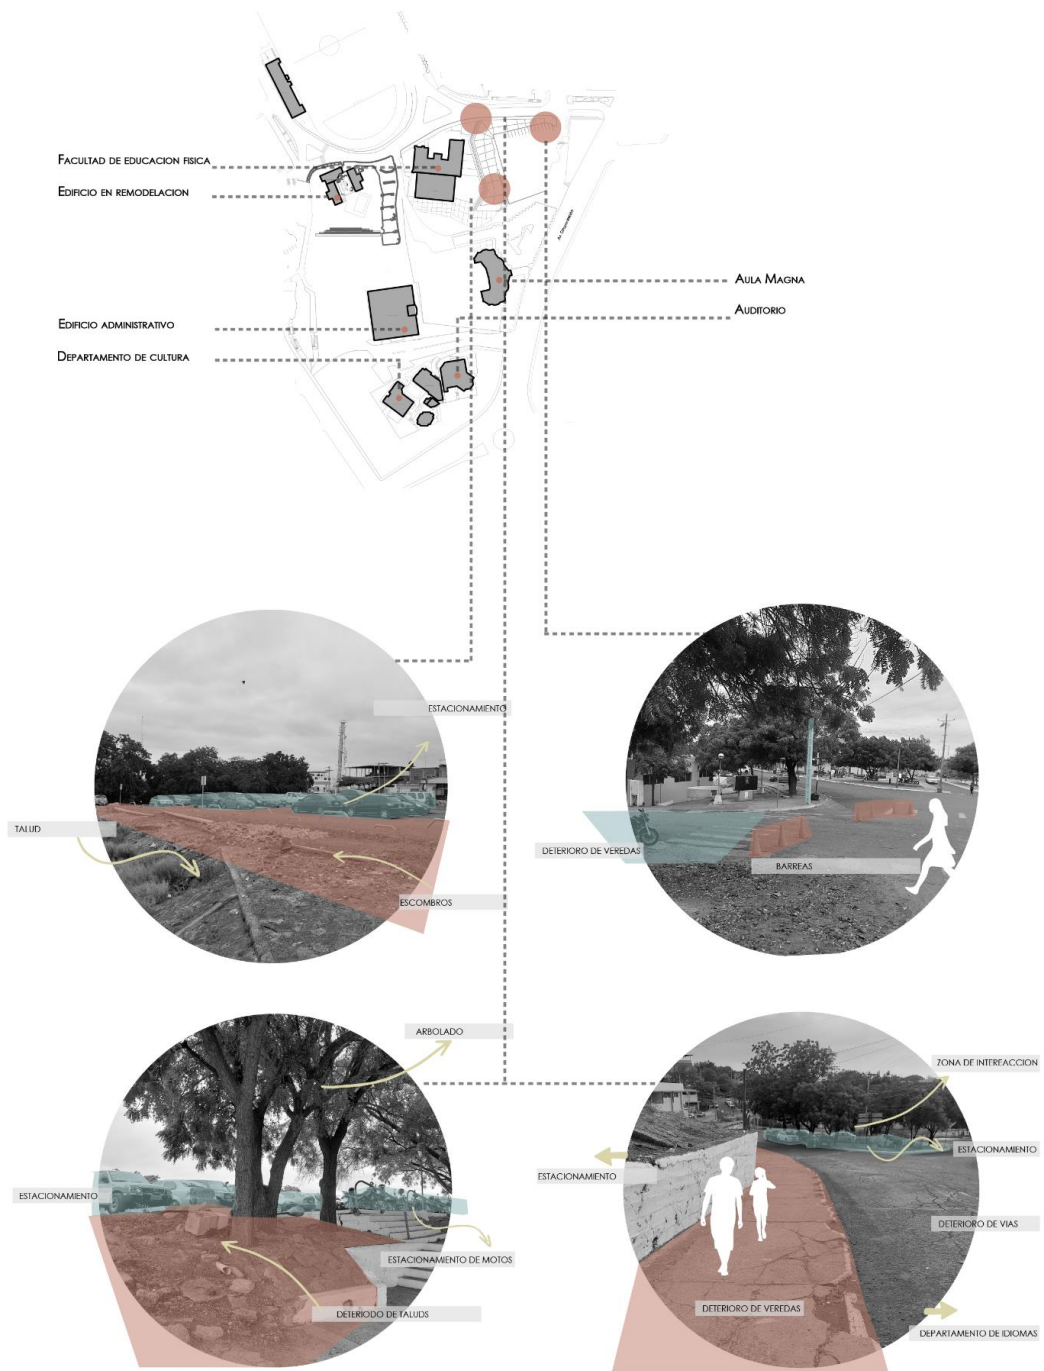 FACULTAD DE EDUCACION FISICA
EDIFICIO EN REMODELACION
AULA MAGNA
AUDITORIO
EDIFICIO ADMINISTRATIVO
DEPARTAMENTO DE CULTURA
ESTACIONAMIENTO
TALUD
ESCOMBROS
DETERIORO DE VEREDAS
BARREAS
ARBOLADO
ESTACIONAMIENTO
ESTACIONAMIENTO DE MOTOS
DETERIODO DE TALUDS
ZONA DE INTEREACCION
ESTACIONAMIENTO
ESTACIONAMIENTO
DETERIORO DE VIAS
DETERIORO DE VEREDAS
DEPARTAMENTO DE IDIOMAS